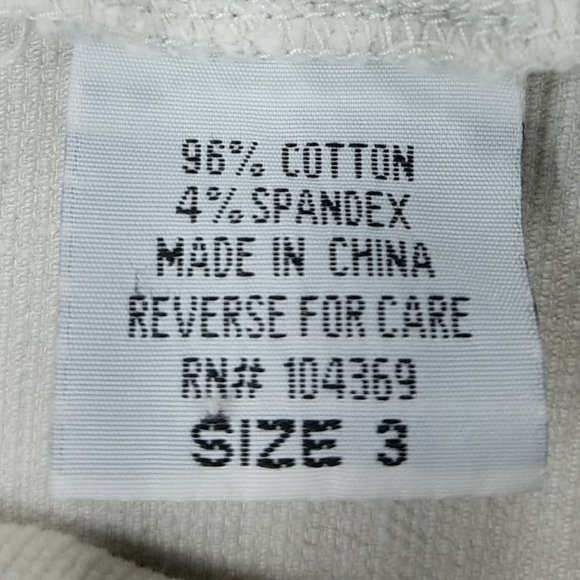 96% COTTON
4% SPANDEX
MADE IN CHINA
REVERSE FOR CARE
RN# 104369
SIZE 3